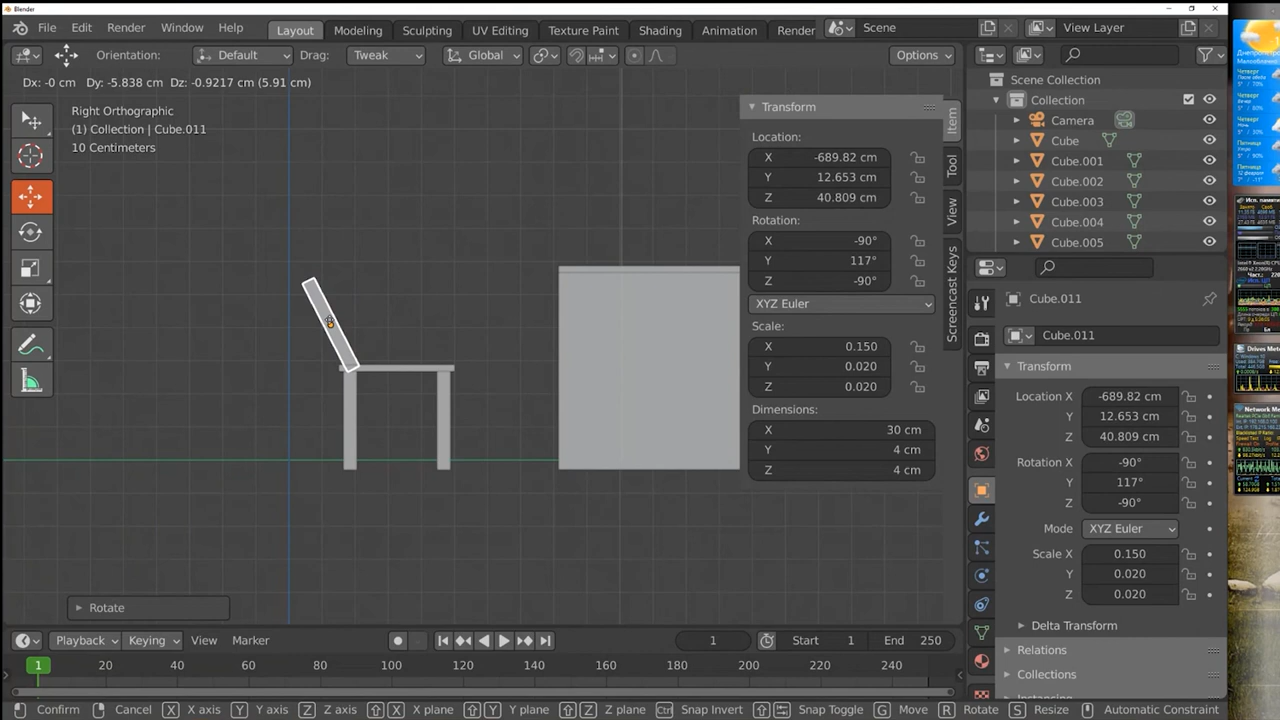 Blender
File Edit Render Window Help Layout Modeling Sculpting UV Editing Texture Paint Shading Animation Render Scene View Layer
Orientation: Default Drag: Tweak Global Options
Dx: -0 cm Dy: -5.838 cm Dz: -0.9217 cm (5.91 cm)
Right Orthographic
(1) Collection | Cube.011
10 Centimeters
Transform
Location:
X -689.82 cm
Y 12.653 cm
Z 40.809 cm
Rotation:
X -90°
Y 117°
Z -90°
XYZ Euler
Scale:
X 0.150
Y 0.020
Z 0.020
Dimensions:
X 30 cm
Y 4 cm
Z 4 cm
Item
Tool
View
Screencast Keys
Scene Collection
Collection
Camera
Cube
Cube.001
Cube.002
Cube.003
Cube.004
Cube.005
Cube.011
Cube.011
Transform
Location X -689.82 cm
Y 12.653 cm
Z 40.809 cm
Rotation X -90°
Y 117°
Z -90°
Mode XYZ Euler
Scale X 0.150
Y 0.020
Z 0.020
Delta Transform
Relations
Collections
Rotate
Playback Keying View Marker 1 Start 1 End 250
1 20 40 60 80 100 120 140 160 180 200 220 240
Confirm Cancel X X axis Y Y axis Z Z axis X X plane Y Y plane Z Z plane Ctrl Snap Invert Snap Toggle G Move R Rotate S Resize Automatic Constraint